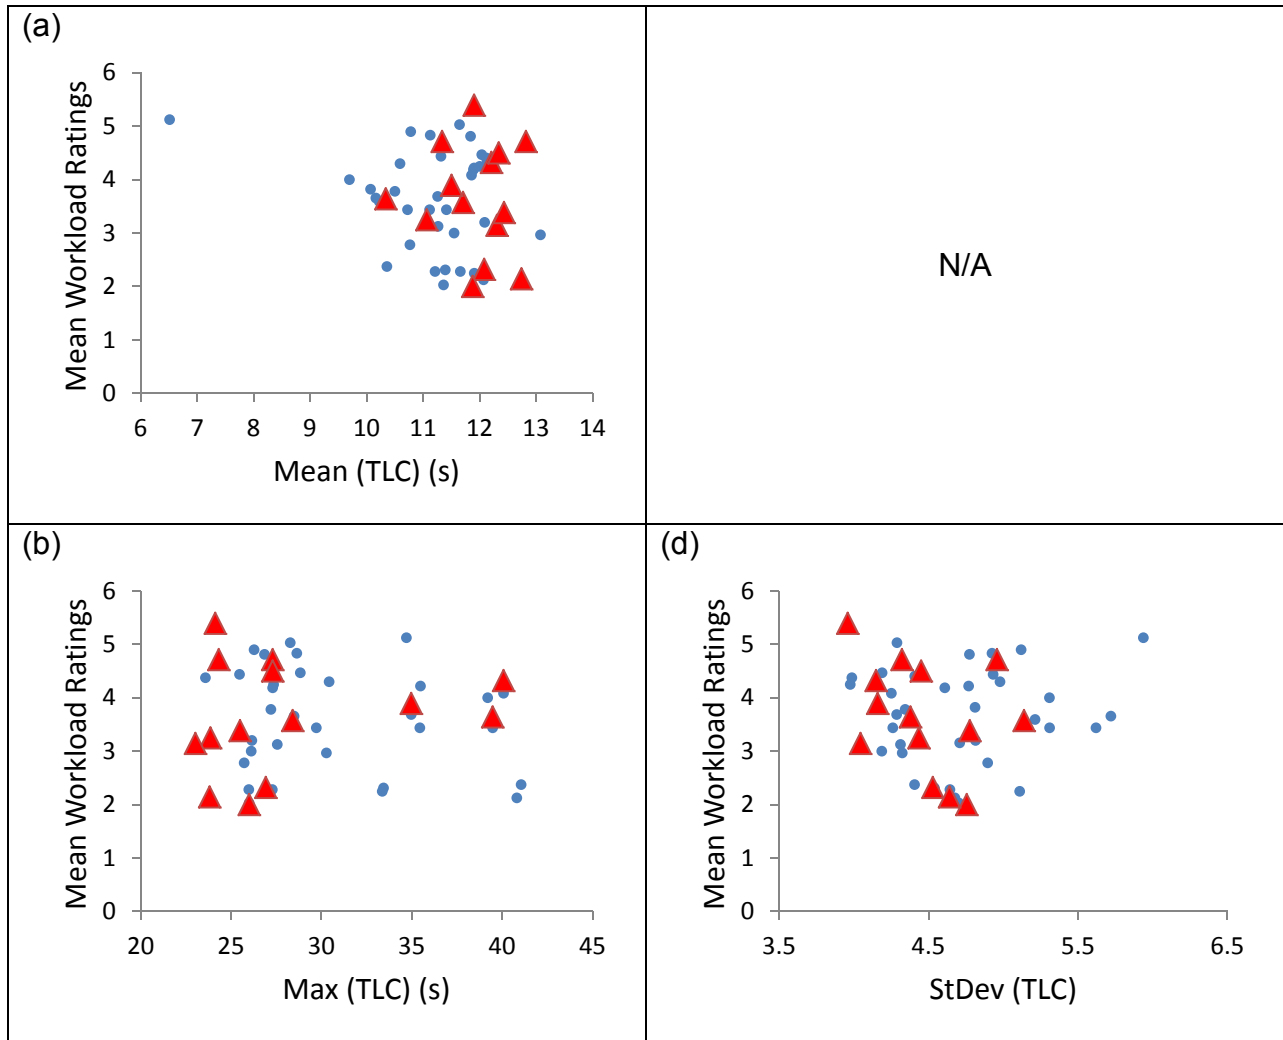 (a)
Mean Workload Ratings
6
5
4
3
2
1
0
6 7 8 9 10 11 12 13 14
Mean (TLC) (s)
N/A
(b)
Mean Workload Ratings
6
5
4
3
2
1
0
20 25 30 35 40 45
Max (TLC) (s)
(d)
Mean Workload Ratings
6
5
4
3
2
1
0
3.5 4.5 5.5 6.5
StDev (TLC)